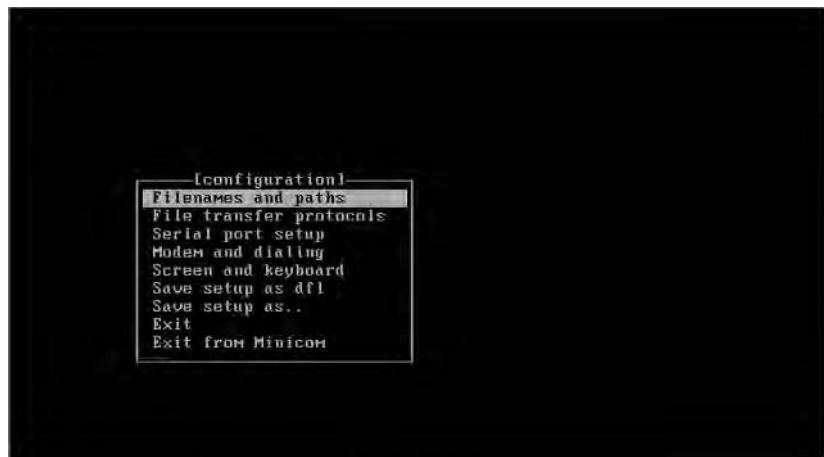 [configuration]
Filenames and paths
File transfer protocols
Serial port setup
Modem and dialing
Screen and keyboard
Save setup as dfl
Save setup as..
Exit
Exit from Minicom